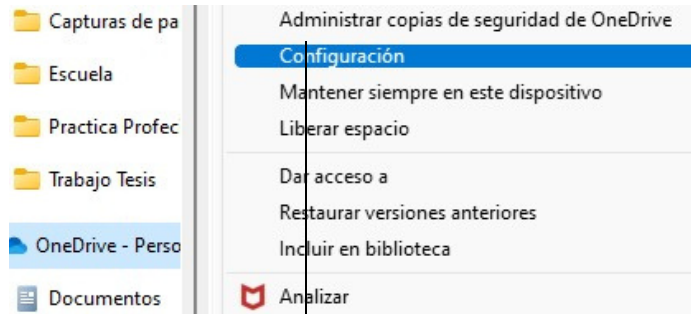 Capturas de pa
Escuela
Practica Profec
Trabajo Tesis
OneDrive - Perso
Documentos
Administrar copias de seguridad de OneDrive
Configuración
Mantener siempre en este dispositivo
Liberar espacio
Dar acceso a
Restaurar versiones anteriores
Incluir en biblioteca
Analizar